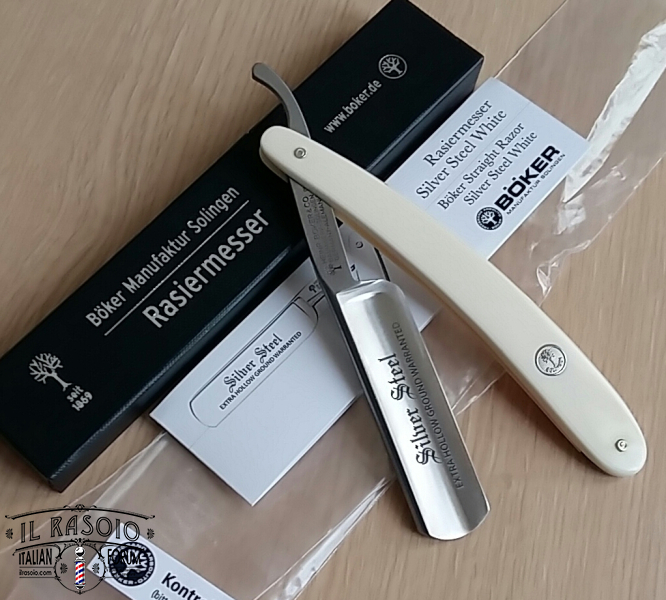 www.boker.de
Böker Manufaktur Solingen
Rasiermesser
seit
1869
Rasiermesser
Silver Steel White
Böker Straight Razor
Silver Steel White
BÖKER
MANUFAKTUR SOLINGEN
Silver Steel
EXTRA HOLLOW GROUND WARRANTED
Silver Steel
EXTRA HOLLOW GROUND WARRANTED
IL RASOIO
ITALIAN
ilrasoio.com
Kontr